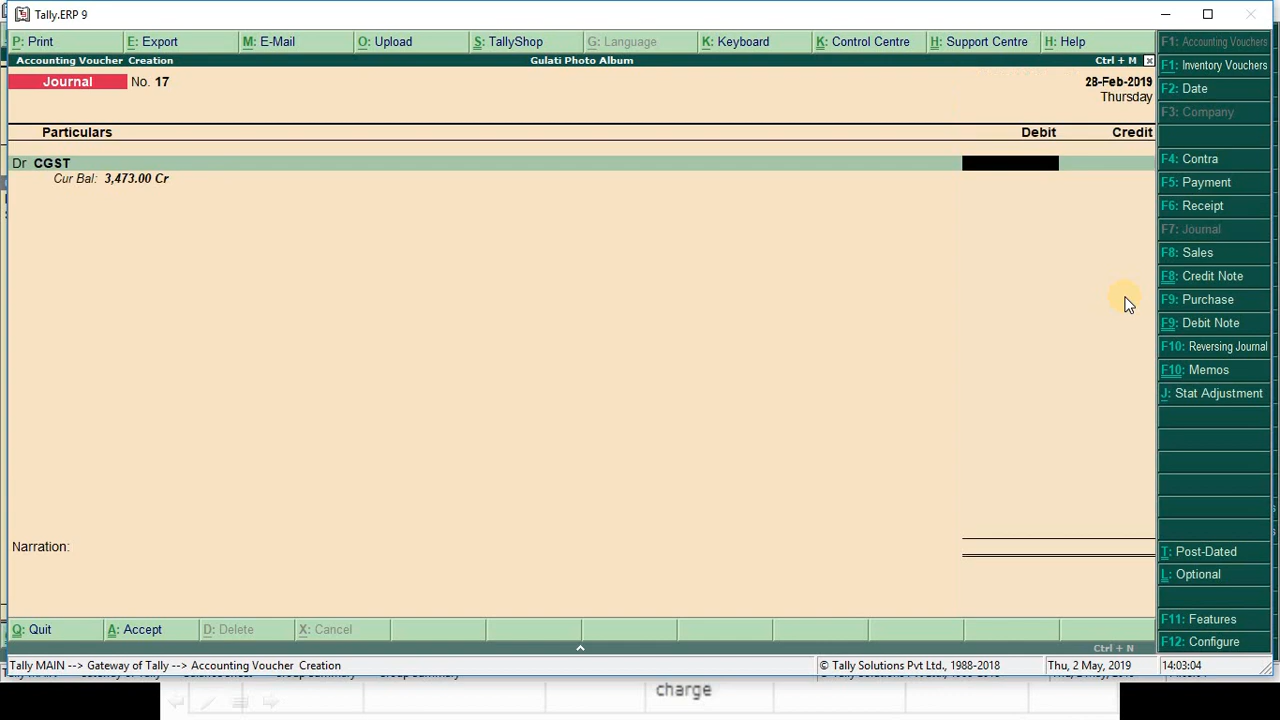 Tally.ERP 9
P: Print E: Export M: E-Mail O: Upload S: TallyShop G: Language K: Keyboard K: Control Centre H: Support Centre H: Help
Accounting Voucher Creation Gulati Photo Album Ctrl + M
Journal No. 17 28-Feb-2019
Thursday
Particulars Debit Credit
Dr CGST
Cur Bal: 3,473.00 Cr
Narration:
F1: Accounting Vouchers
F1: Inventory Vouchers
F2: Date
F3: Company
F4: Contra
F5: Payment
F6: Receipt
F7: Journal
F8: Sales
F8: Credit Note
F9: Purchase
F9: Debit Note
F10: Reversing Journal
F10: Memos
J: Stat Adjustment
T: Post-Dated
L: Optional
F11: Features
F12: Configure
Q: Quit A: Accept D: Delete X: Cancel
Ctrl + N
Tally MAIN --> Gateway of Tally --> Accounting Voucher Creation © Tally Solutions Pvt Ltd., 1988-2018 Thu, 2 May, 2019 14:03:04
charge